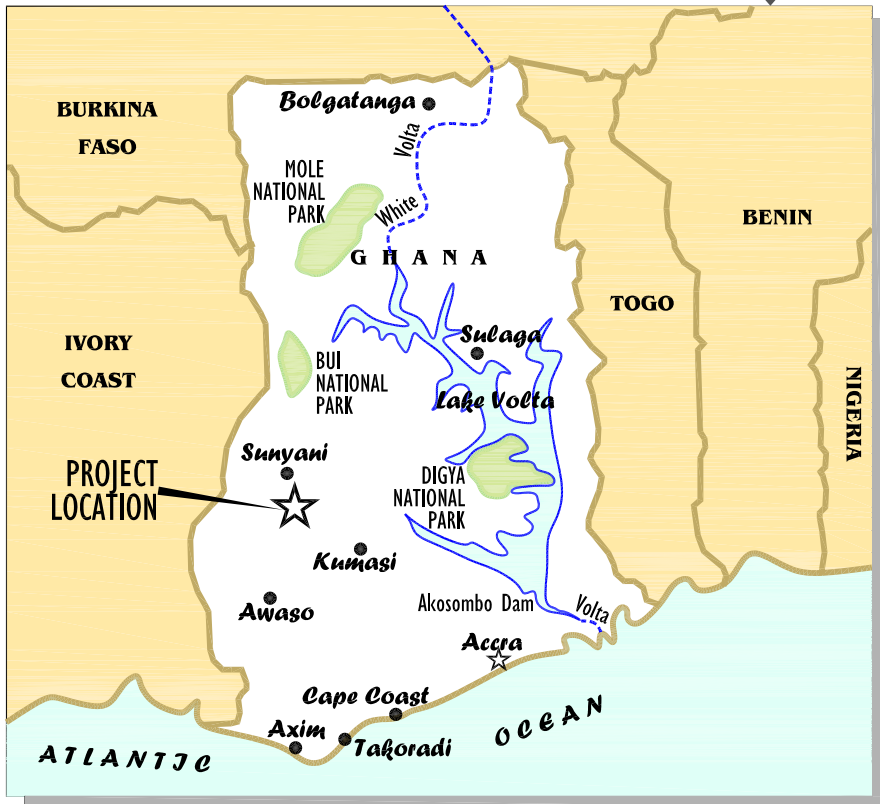 Bolgatanga
BURKINA
FASO
Volta
MOLE
NATIONAL
PARK
White
BENIN
GHANA
TOGO
IVORY
COAST
Sulaga
BUI
NATIONAL
PARK
Lake Volta
NIGERIA
Sunyani
PROJECT
LOCATION
DIGYA
NATIONAL
PARK
Kumasi
Awaso
Akosombo Dam
Volta
Accra
Cape Coast
Axim
Takoradi
ATLANTIC
OCEAN